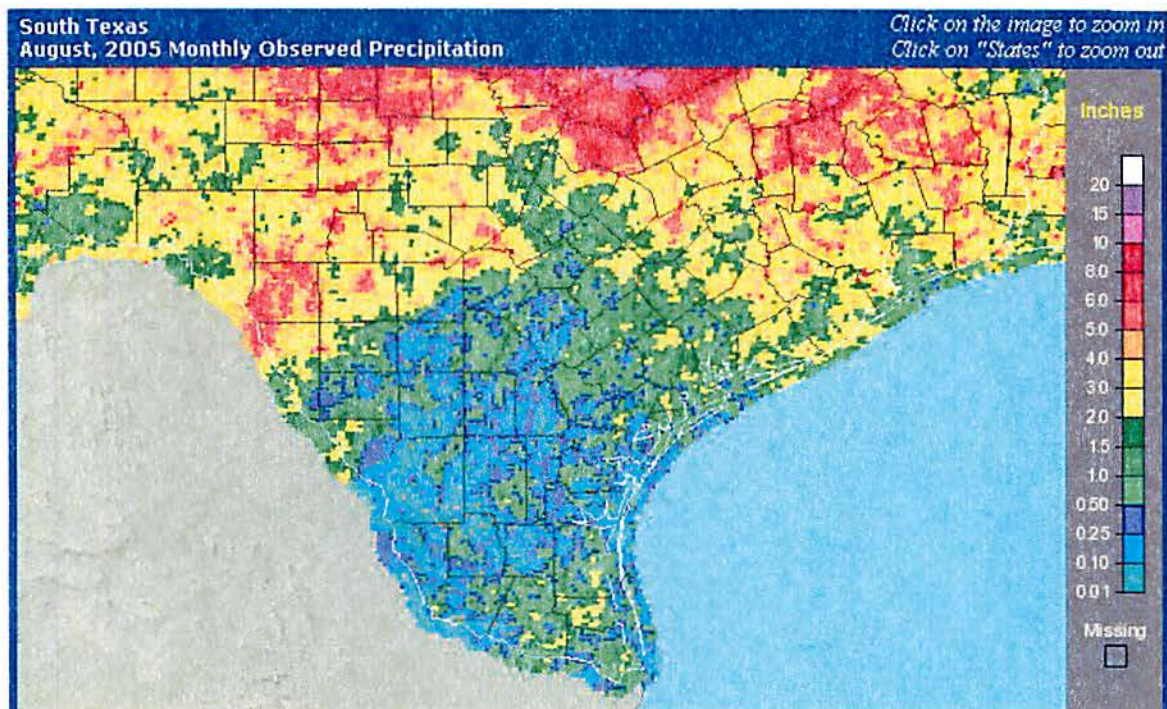 South Texas
August, 2005 Monthly Observed Precipitation
Click on the image to zoom in
Click on "States" to zoom out
Inches
20
15
10
8.0
6.0
5.0
4.0
3.0
2.0
1.5
1.0
0.50
0.25
0.10
0.01
Missing